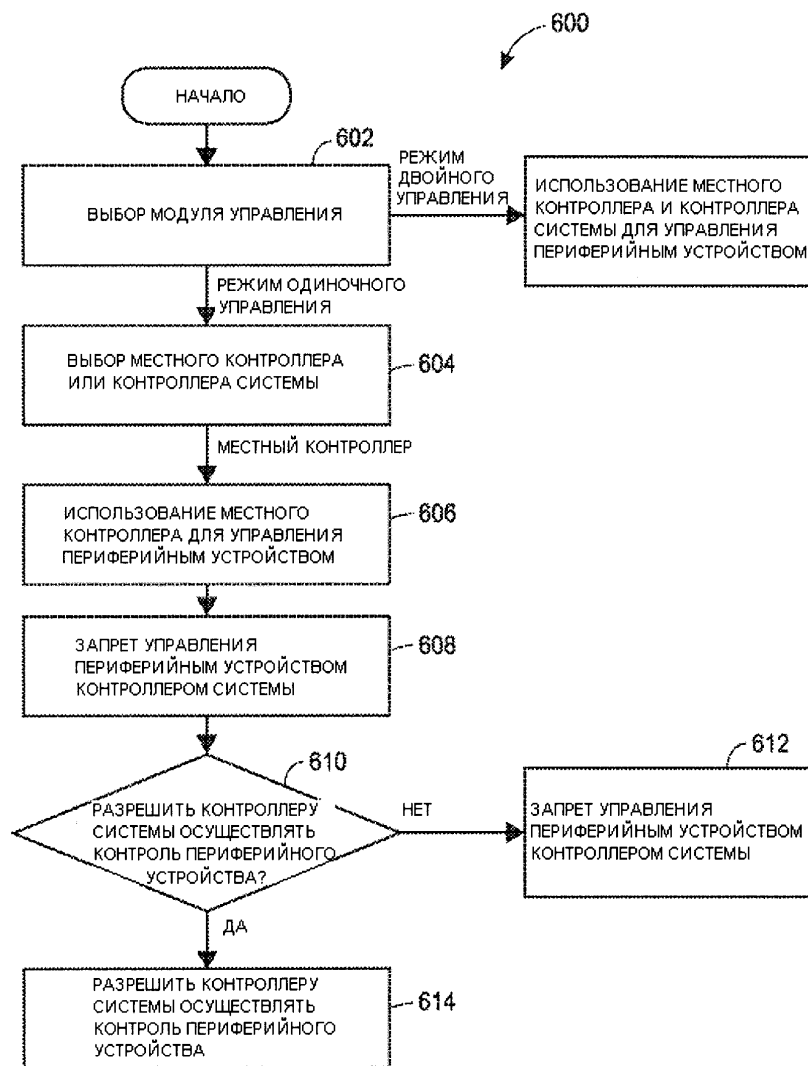 600
НАЧАЛО
602
ВЫБОР МОДУЛЯ УПРАВЛЕНИЯ
РЕЖИМ
ДВОЙНОГО
УПРАВЛЕНИЯ
ИСПОЛЬЗОВАНИЕ МЕСТНОГО
КОНТРОЛЛЕРА И КОНТРОЛЛЕРА
СИСТЕМЫ ДЛЯ УПРАВЛЕНИЯ
ПЕРИФЕРИЙНЫМ УСТРОЙСТВОМ
РЕЖИМ ОДИНОЧНОГО
УПРАВЛЕНИЯ
ВЫБОР МЕСТНОГО КОНТРОЛЛЕРА
ИЛИ КОНТРОЛЛЕРА СИСТЕМЫ
604
МЕСТНЫЙ КОНТРОЛЛЕР
ИСПОЛЬЗОВАНИЕ МЕСТНОГО
КОНТРОЛЛЕРА ДЛЯ УПРАВЛЕНИЯ
ПЕРИФЕРИЙНЫМ УСТРОЙСТВОМ
606
ЗАПРЕТ УПРАВЛЕНИЯ
ПЕРИФЕРИЙНЫМ УСТРОЙСТВОМ
КОНТРОЛЛЕРОМ СИСТЕМЫ
608
610
РАЗРЕШИТЬ КОНТРОЛЛЕРУ
СИСТЕМЫ ОСУЩЕСТВЛЯТЬ
КОНТРОЛЬ ПЕРИФЕРИЙНОГО
УСТРОЙСТВА?
НЕТ
612
ЗАПРЕТ УПРАВЛЕНИЯ
ПЕРИФЕРИЙНЫМ УСТРОЙСТВОМ
КОНТРОЛЛЕРОМ СИСТЕМЫ
ДА
РАЗРЕШИТЬ КОНТРОЛЛЕРУ
СИСТЕМЫ ОСУЩЕСТВЛЯТЬ
КОНТРОЛЬ ПЕРИФЕРИЙНОГО
УСТРОЙСТВА
614